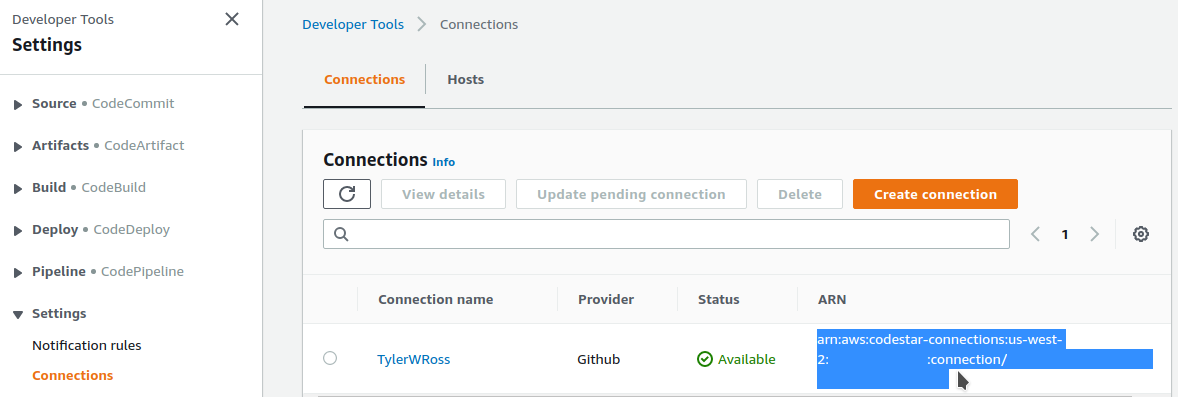 Developer Tools
Settings
Source • CodeCommit
Artifacts • CodeArtifact
Build • CodeBuild
Deploy • CodeDeploy
Pipeline • CodePipeline
Settings
Notification rules
Connections
Developer Tools > Connections
Connections Hosts
Connections Info
View details Update pending connection Delete Create connection
1
Connection name Provider Status ARN
TylerWRoss Github Available arn:aws:codestar-connections:us-west-
2: :connection/